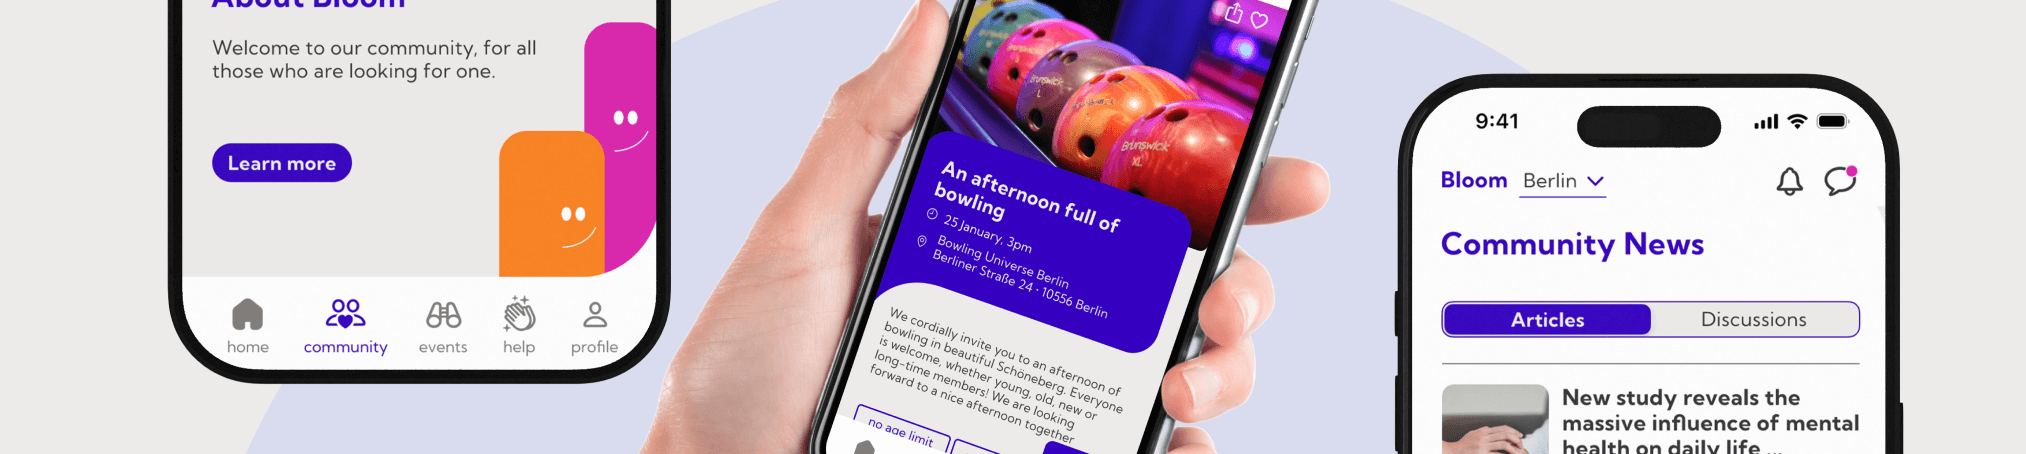 About Bloom
Welcome to our community, for all
those who are looking for one.
Learn more
home
community
events
help
profile
Brunswick
L
Brunswick
XL
An afternoon full of
bowling
25 January, 3pm
Bowling Universe Berlin
Berliner Straße 24 · 10556 Berlin
We cordially invite you to an afternoon of
bowling in beautiful Schöneberg. Everyone
is welcome, whether young, old, new or
long-time members! We are looking
forward to a nice afternoon together
no age limit
9:41
Bloom
Berlin
Community News
Articles
Discussions
New study reveals the
massive influence of mental
health on daily life ...